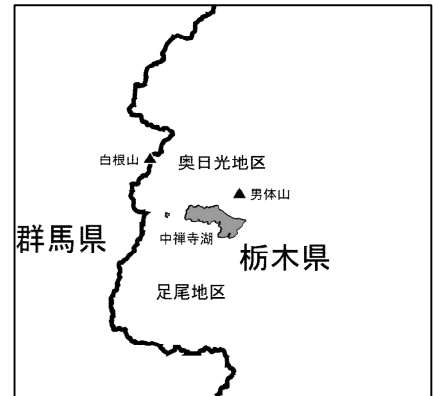 白根山
奥日光地区
男体山
群馬県
中禅寺湖
栃木県
足尾地区